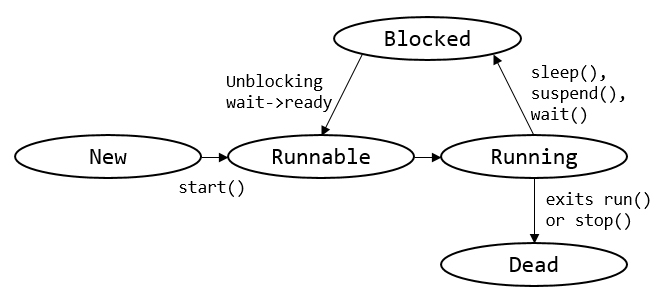 Blocked
Unblocking
wait->ready
sleep(),
suspend(),
wait()
New
Runnable
Running
start()
exits run()
or stop()
Dead